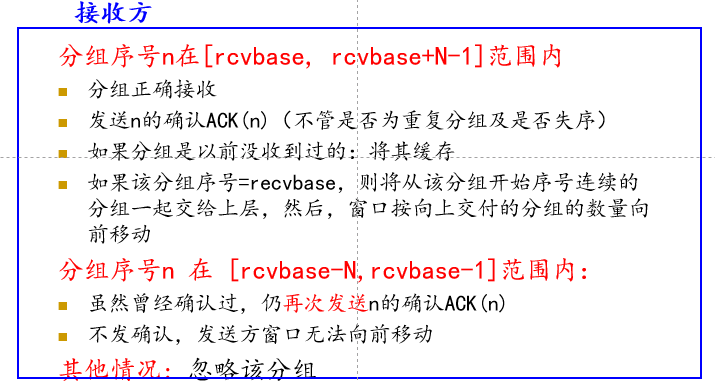 接收方
分组序号n在[rcvbase, rcvbase+N-1]范围内
分组正确接收
发送n的确认ACK(n)（不管是否为重复分组及是否失序）
如果分组是以前没收到过的：将其缓存
如果该分组序号=recvbase，则将从该分组开始序号连续的
分组一起交给上层，然后，窗口按向上交付的分组的数量向
前移动
分组序号n 在 [rcvbase-N,rcvbase-1]范围内：
虽然曾经确认过，仍再次发送n的确认ACK(n)
不发确认，发送方窗口无法向前移动
其他情况：忽略该分组